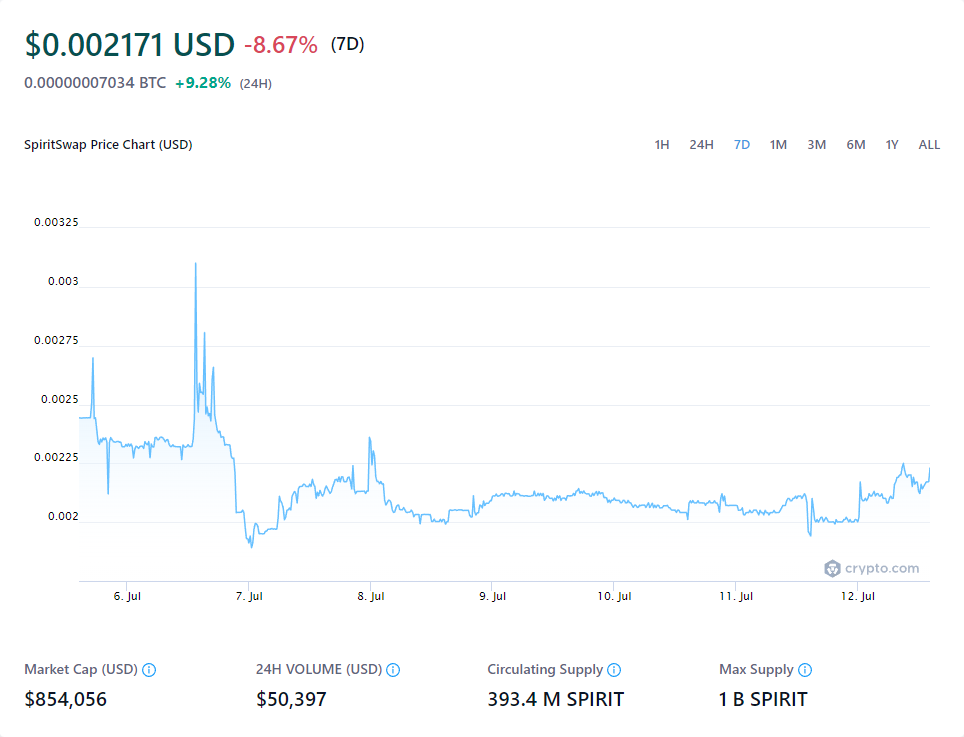 $0.002171 USD -8.67% (7D)
0.00000007034 BTC +9.28% (24H)
SpiritSwap Price Chart (USD) 1H 24H 7D 1M 3M 6M 1Y ALL
0.00325
0.003
0.00275
0.0025
0.00225
0.002
crypto.com
6. Jul 7. Jul 8. Jul 9. Jul 10. Jul 11. Jul 12. Jul
Market Cap (USD) 24H VOLUME (USD) Circulating Supply Max Supply
$854,056 $50,397 393.4 M SPIRIT 1 B SPIRIT